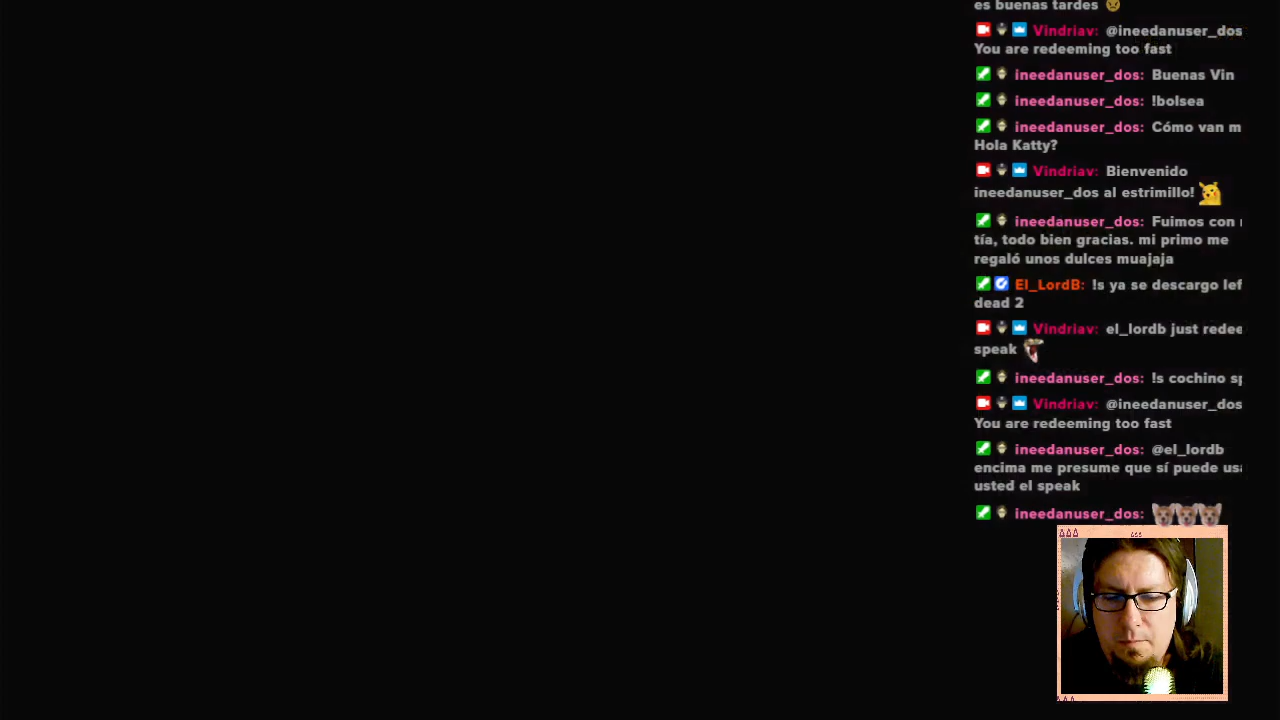 es buenas tardes
Vindriav: @ineedanuser_dos
You are redeeming too fast
ineedanuser_dos: Buenas Vin
ineedanuser_dos: !bolsea
ineedanuser_dos: Cómo van m
Hola Katty?
Vindriav: Bienvenido
ineedanuser_dos al estrimillo!
ineedanuser_dos: Fuimos con
tía, todo bien gracias. mi primo me
regaló unos dulces muajaja
El_LordB: !s ya se descargo lef
dead 2
Vindriav: el_lordb just redee
speak
ineedanuser_dos: !s cochino sp
Vindriav: @ineedanuser_dos
You are redeeming too fast
ineedanuser_dos: @el_lordb
encima me presume que sí puede usa
usted el speak
ineedanuser_dos: